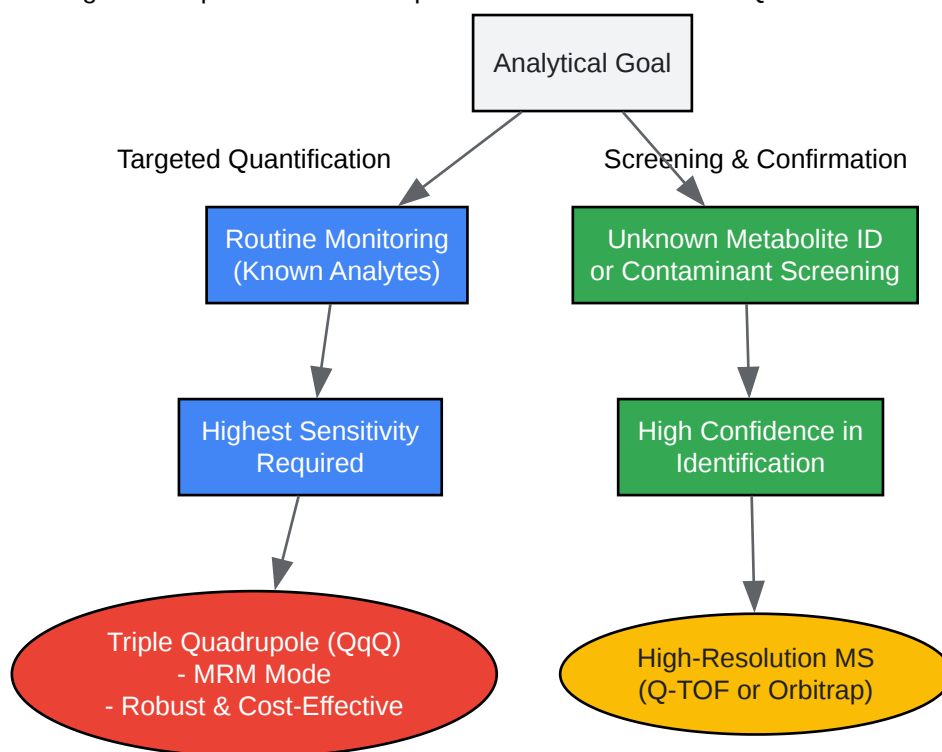 Analytical Goal
Targeted Quantification
Screening & Confirmation
Routine Monitoring
(Known Analytes)
Unknown Metabolite ID
or Contaminant Screening
Highest Sensitivity
Required
High Confidence in
Identification
Triple Quadrupole (QqQ)
- MRM Mode
- Robust & Cost-Effective
High-Resolution MS
(Q-TOF or Orbitrap)